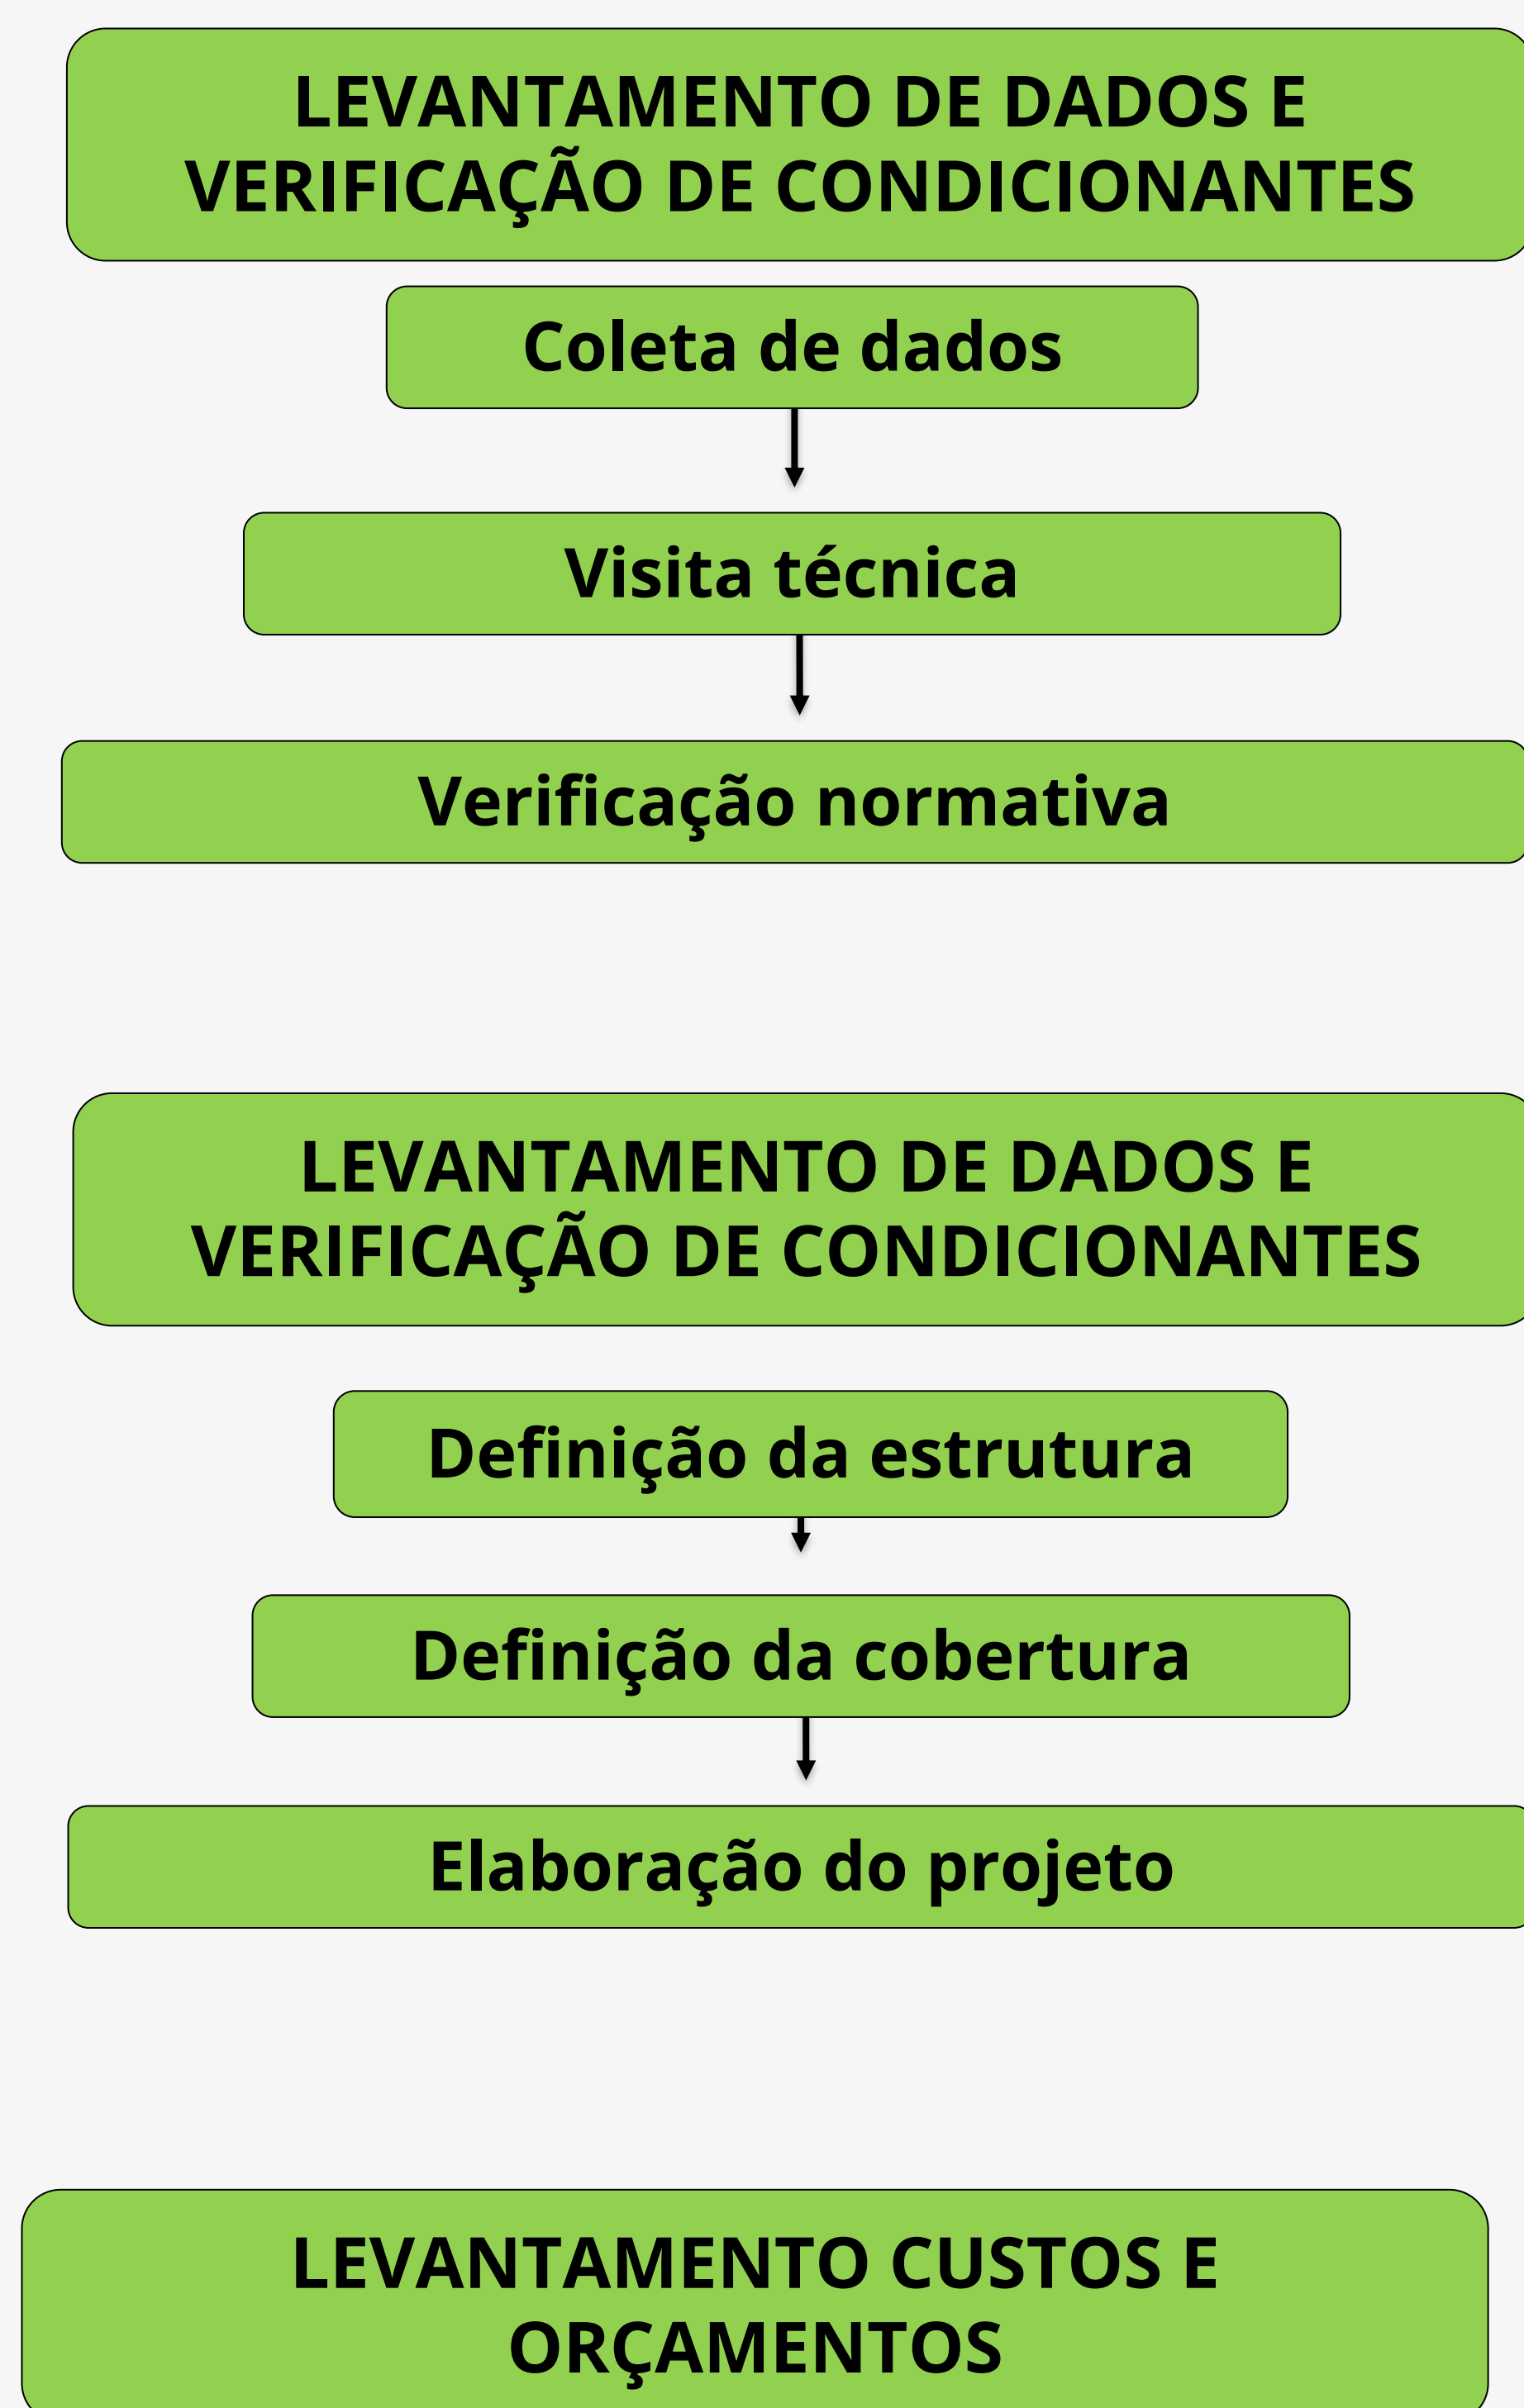 LEVANTAMENTO DE DADOS E
VERIFICAÇÃO DE CONDICIONANTES
Coleta de dados
Visita técnica
Verificação normativa
LEVANTAMENTO DE DADOS E
VERIFICAÇÃO DE CONDICIONANTES
Definição da estrutura
Definição da cobertura
Elaboração do projeto
LEVANTAMENTO CUSTOS E
ORÇAMENTOS